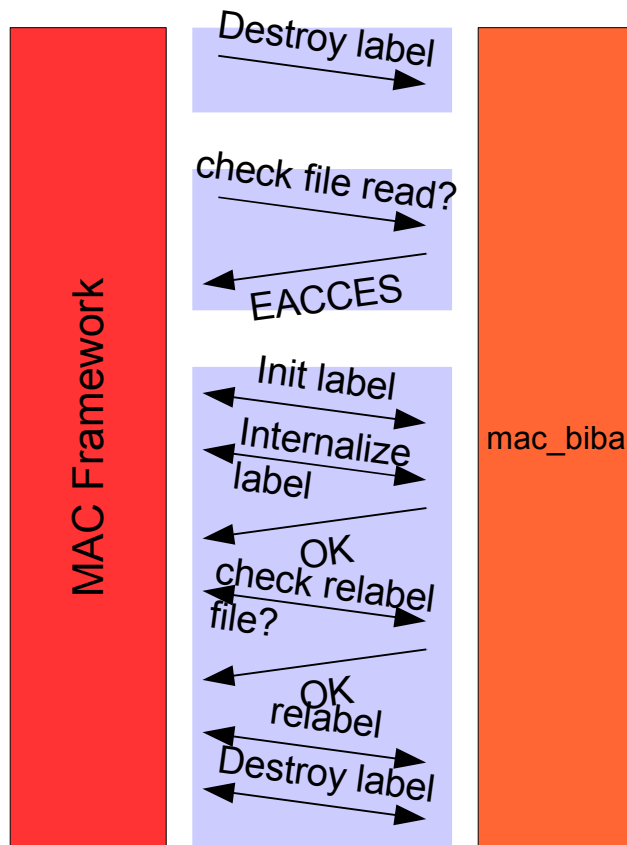 MAC Framework
Destroy label
check file read?
EACCES
Init label
Internalize
label
OK
check relabel
file?
OK
relabel
Destroy label
mac_biba